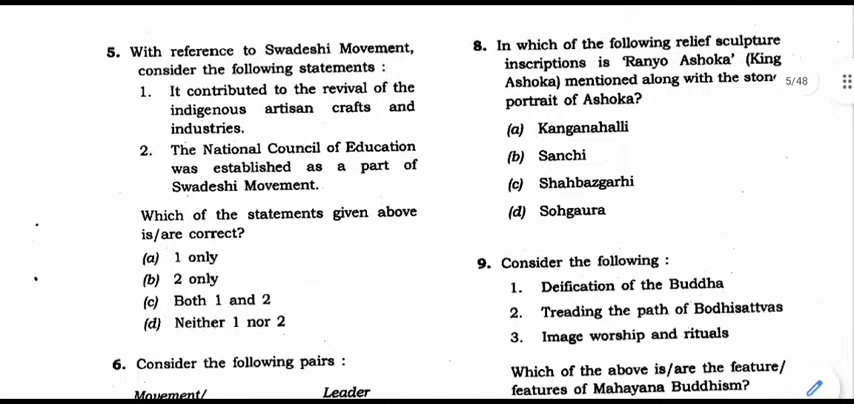 5. With reference to Swadeshi Movement,
consider the following statements :
1. It contributed to the revival of the
indigenous artisan crafts and
industries.
2. The National Council of Education
was established as a part of
Swadeshi Movement.
Which of the statements given above
is/are correct?
(a) 1 only
(b) 2 only
(c) Both 1 and 2
(d) Neither 1 nor 2
6. Consider the following pairs :
Movement/ Leader
8. In which of the following relief sculpture
inscriptions is ‘Ranyo Ashoka’ (King
Ashoka) mentioned along with the
portrait of Ashoka?
5/48
(a) Kanganahalli
(b) Sanchi
(c) Shahbazgarhi
(d) Sohgaura
9. Consider the following :
1. Deification of the Buddha
2. Treading the path of Bodhisattvas
3. Image worship and rituals
Which of the above is/are the feature/
features of Mahayana Buddhism?